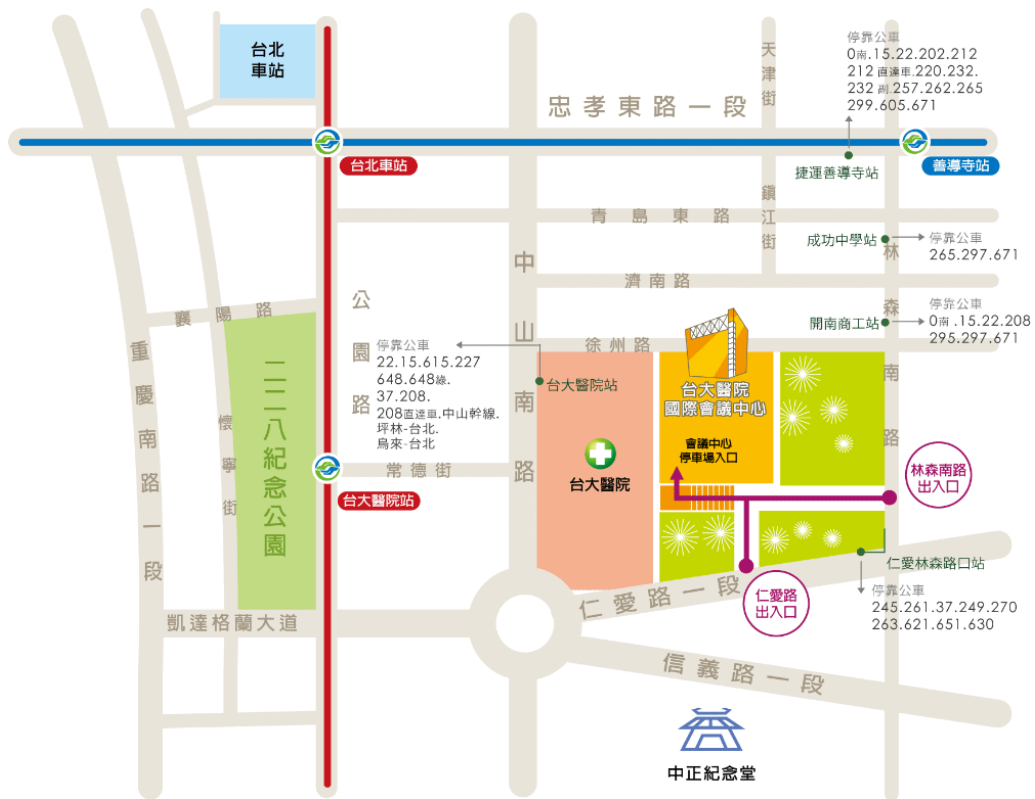 台北
車站
天津街
停靠公車
0南.15.22.202.212
212 直達車.220.232.
232 副.257.262.265
299.605.671
忠孝東路一段
台北車站
捷運善導寺站
善導寺站
青島東路
鎮江街
成功中學站
停靠公車
265.297.671
中山南路
濟南路
林森南路
公園路
襄陽路
開南商工站
停靠公車
0南.15.22.208
295.297.671
重慶南路一段
懷寧街
二二八紀念公園
停靠公車
22.15.615.227
648.648綠.
37.208.
208直達車.中山幹線.
坪林-台北.
烏來-台北
徐州路
台大醫院站
台大醫院
國際會議中心
會議中心
停車場入口
台大醫院
常德街
台大醫院站
林森南路
出入口
仁愛林森路口站
仁愛路
出入口
停靠公車
245.261.37.249.270
263.621.651.630
仁愛路一段
凱達格蘭大道
信義路一段
中正紀念堂